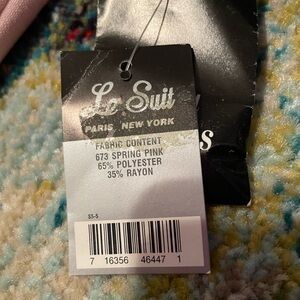 Le Suit
PARIS NEW YORK
FABRIC CONTENT
673 SPRING PINK
65% POLYESTER
35% RAYON
S3-5
7 16356 46447 1
s